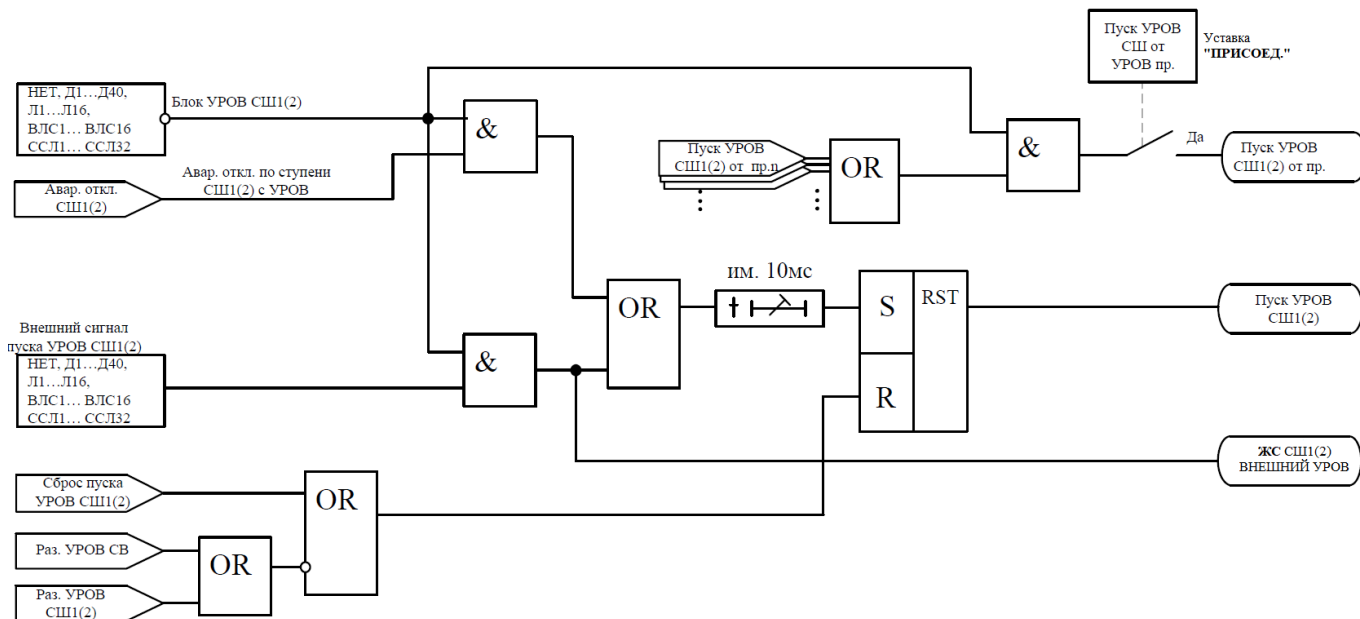 Пуск УРОВ
СШ от
УРОВ пр.
Уставка
"ПРИСОЕД."
НЕТ, Д1...Д40,
Л1...Л16,
ВЛС1... ВЛС16
ССЛ1... ССЛ32
Блок УРОВ СШ1(2)
&
Авар. откл.
СШ1(2)
Авар. откл. по ступени
СШ1(2) с УРОВ
Пуск УРОВ
СШ1(2) от пр.n
OR
&
Да
Пуск УРОВ
СШ1(2) от пр.
им. 10мс
OR
S
R
RST
Пуск УРОВ
СШ1(2)
Внешний сигнал
пуска УРОВ СШ1(2)
НЕТ, Д1...Д40,
Л1...Л16,
ВЛС1... ВЛС16
ССЛ1... ССЛ32
&
ЖС СШ1(2)
ВНЕШНИЙ УРОВ
Сброс пуска
УРОВ СШ1(2)
OR
Раз. УРОВ СВ
OR
Раз. УРОВ
СШ1(2)